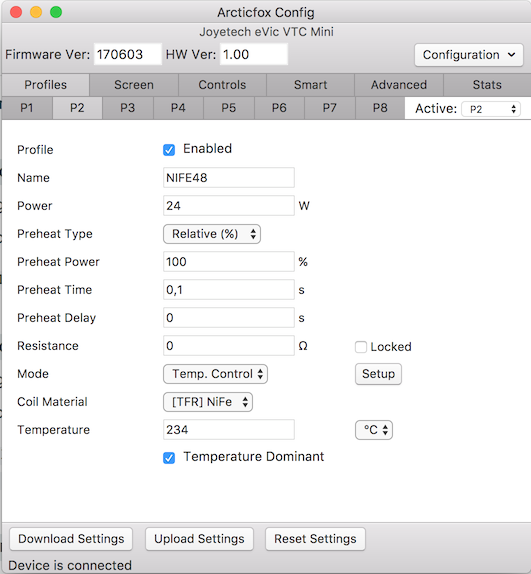 Arcticfox Config
Joyetech eVic VTC Mini
Firmware Ver: 170603 HW Ver: 1.00 Configuration
Profiles Screen Controls Smart Advanced Stats
P1 P2 P3 P4 P5 P6 P7 P8 Active: P2
Profile Enabled
Name NIFE48
Power 24 W
Preheat Type Relative (%)
Preheat Power 100 %
Preheat Time 0,1 s
Preheat Delay 0 s
Resistance 0 Ω Locked
Mode Temp. Control Setup
Coil Material [TFR] NiFe
Temperature 234 °C
Temperature Dominant
Download Settings Upload Settings Reset Settings
Device is connected